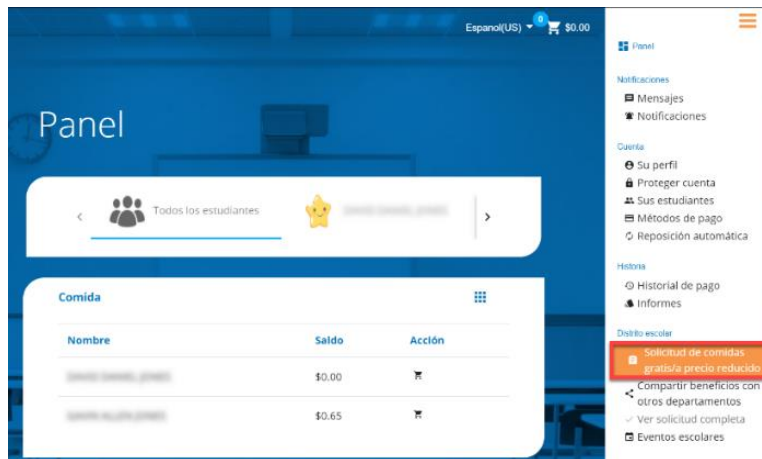 Espanol(US)
0
$0.00
Panel
Todos los estudiantes
Comida
Nombre Saldo Acción
$0.00
$0.65
Panel
Notificaciones
Mensajes
Notificaciones
Cuenta
Su perfil
Proteger cuenta
Sus estudiantes
Métodos de pago
Reposición automática
Historia
Historial de pago
Informes
Distrito escolar
Solicitud de comidas
gratis/a precio reducido
Compartir beneficios con
otros departamentos
Ver solicitud completa
Eventos escolares